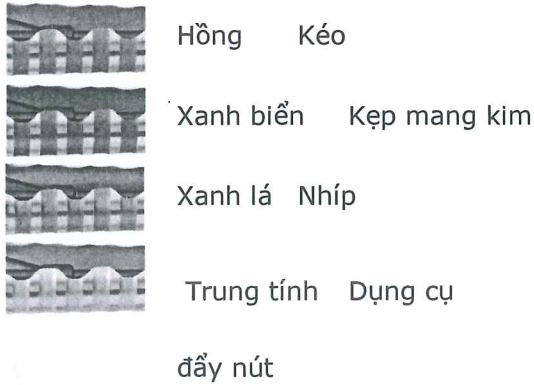 Hồng Kéo
Xanh biển Kẹp mang kim
Xanh lá Nhíp
Trung tính Dụng cụ
đẩy nút